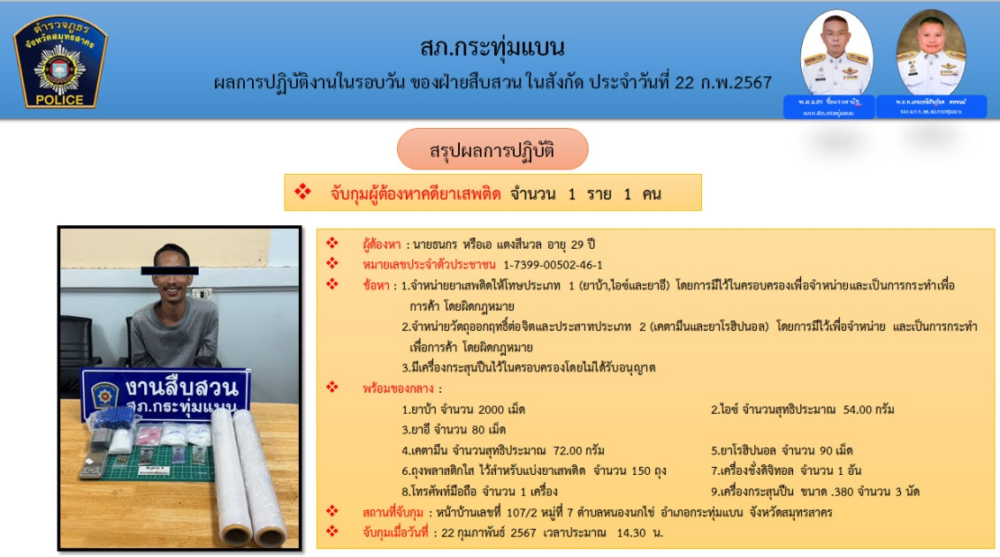 ตำรวจภูธร
จังหวัดสมุทรสาคร
POLICE
สภ.กระทุ่มแบน
ผลการปฏิบัติงานในรอบวัน ของฝ่ายสืบสวน ในสังกัด ประจำวันที่ 22 ก.พ.2567
ผกก.สภ.กระทุ่มแบน
สรุปผลการปฏิบัติ
❖ จับกุมผู้ต้องหาคดียาเสพติด จำนวน 1 ราย 1 คน
❖ ผู้ต้องหา : นายธนกร หรือเอ แตงสีนวล อายุ 29 ปี
❖ หมายเลขประจำตัวประชาชน 1-7399-00502-46-1
❖ ข้อหา : 1.จำหน่ายยาเสพติดให้โทษประเภท 1 (ยาบ้า,ไอซ์และยาอี) โดยการมีไว้ในครอบครองเพื่อจำหน่ายและเป็นการกระทำเพื่อ
การค้า โดยผิดกฎหมาย
2.จำหน่ายวัตถุออกฤทธิ์ต่อจิตและประสาทประเภท 2 (เคตามีนและยาโรฮิปนอล) โดยการมีไว้เพื่อจำหน่าย และเป็นการกระทำ
เพื่อการค้า โดยผิดกฎหมาย
3.มีเครื่องกระสุนปืนไว้ในครอบครองโดยไม่ได้รับอนุญาต
❖ พร้อมของกลาง :
1.ยาบ้า จำนวน 2000 เม็ด 2.ไอซ์ จำนวนสุทธิประมาณ 54.00 กรัม
3.ยาอี จำนวน 80 เม็ด
4.เคตามีน จำนวนสุทธิประมาณ 72.00 กรัม 5.ยาโรฮิปนอล จำนวน 90 เม็ด
6.ถุงพลาสติกใส ไว้สำหรับแบ่งยาเสพติด จำนวน 150 ถุง 7.เครื่องชั่งดิจิทอล จำนวน 1 อัน
8.โทรศัพท์มือถือ จำนวน 1 เครื่อง 9.เครื่องกระสุนปืน ขนาด .380 จำนวน 3 นัด
❖ สถานที่จับกุม : หน้าบ้านเลขที่ 107/2 หมู่ที่ 7 ตำบลหนองนกไข่ อำเภอกระทุ่มแบน จังหวัดสมุทรสาคร
❖ จับกุมเมื่อวันที่ : 22 กุมภาพันธ์ 2567 เวลาประมาณ 14.30 น.
งานสืบสวน
สภ.กระทุ่มแบน